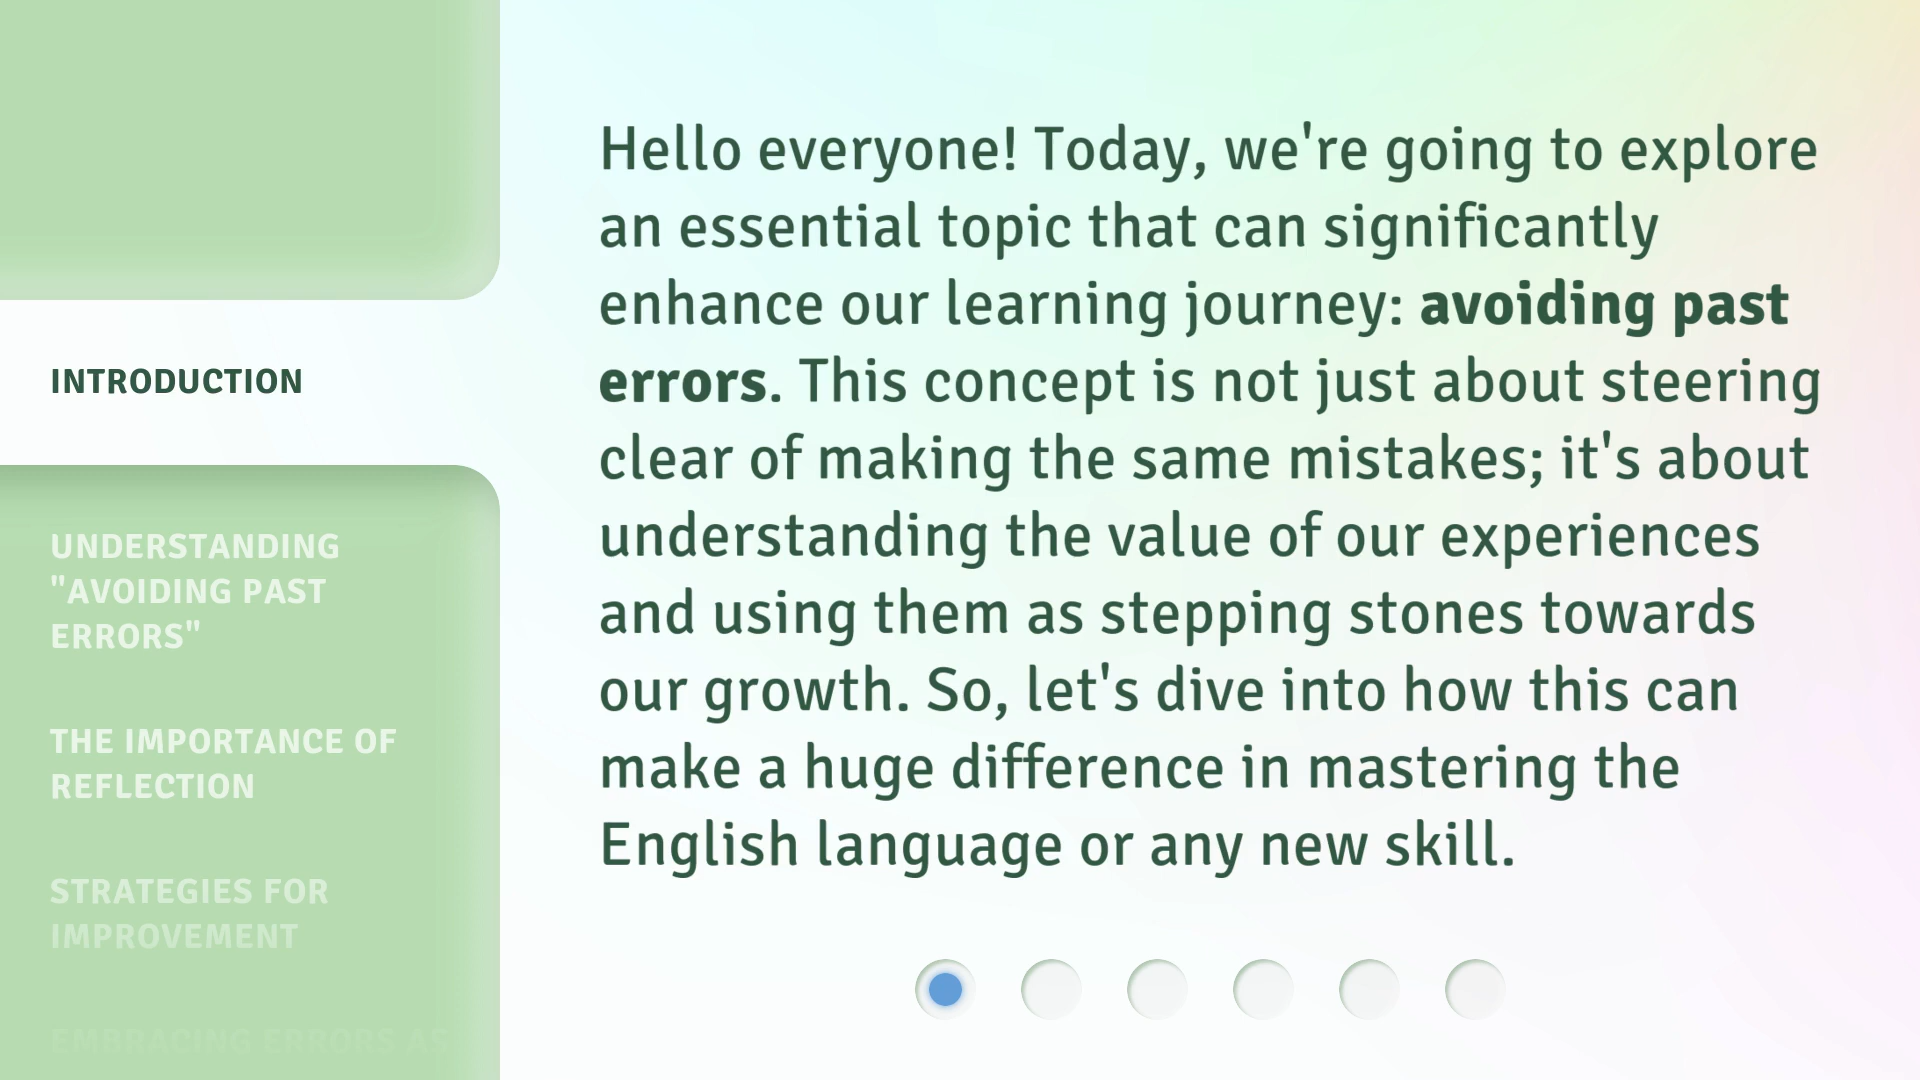 INTRODUCTION
UNDERSTANDING
"AVOIDING PAST
ERRORS"
THE IMPORTANCE OF
REFLECTION
STRATEGIES FOR
IMPROVEMENT
EMBRACING ERRORS AS
Hello everyone! Today, we're going to explore
an essential topic that can significantly
enhance our learning journey: avoiding past
errors. This concept is not just about steering
clear of making the same mistakes; it's about
understanding the value of our experiences
and using them as stepping stones towards
our growth. So, let's dive into how this can
make a huge difference in mastering the
English language or any new skill.